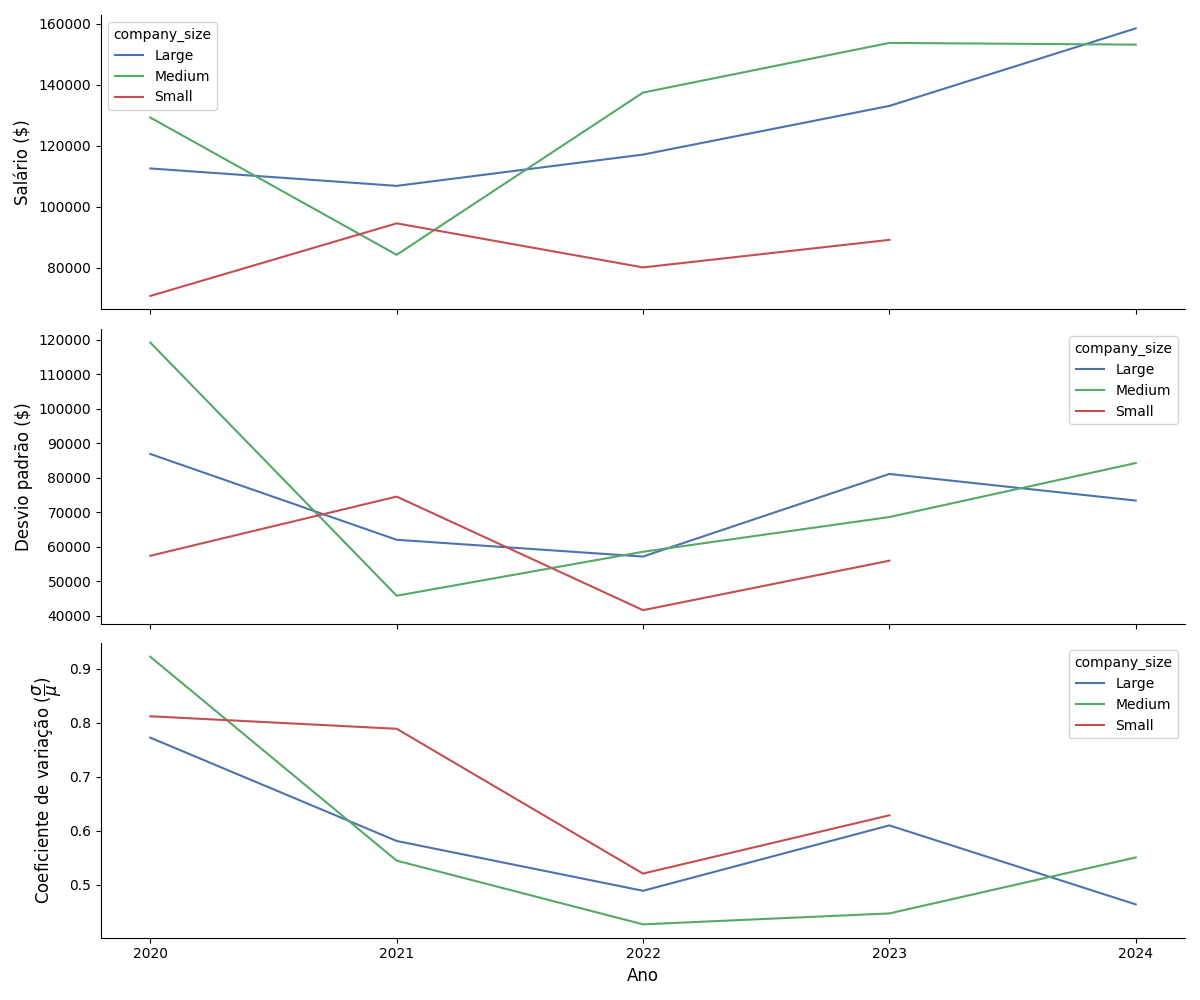 160000
140000
120000
100000
80000
Salário ($)
company_size
Large
Medium
Small
120000
110000
100000
90000
80000
70000
60000
50000
40000
Desvio padrão ($)
company_size
Large
Medium
Small
0.9
0.8
0.7
0.6
0.5
Coeficiente de variação (σ/μ)
company_size
Large
Medium
Small
2020 2021 2022 2023 2024
Ano